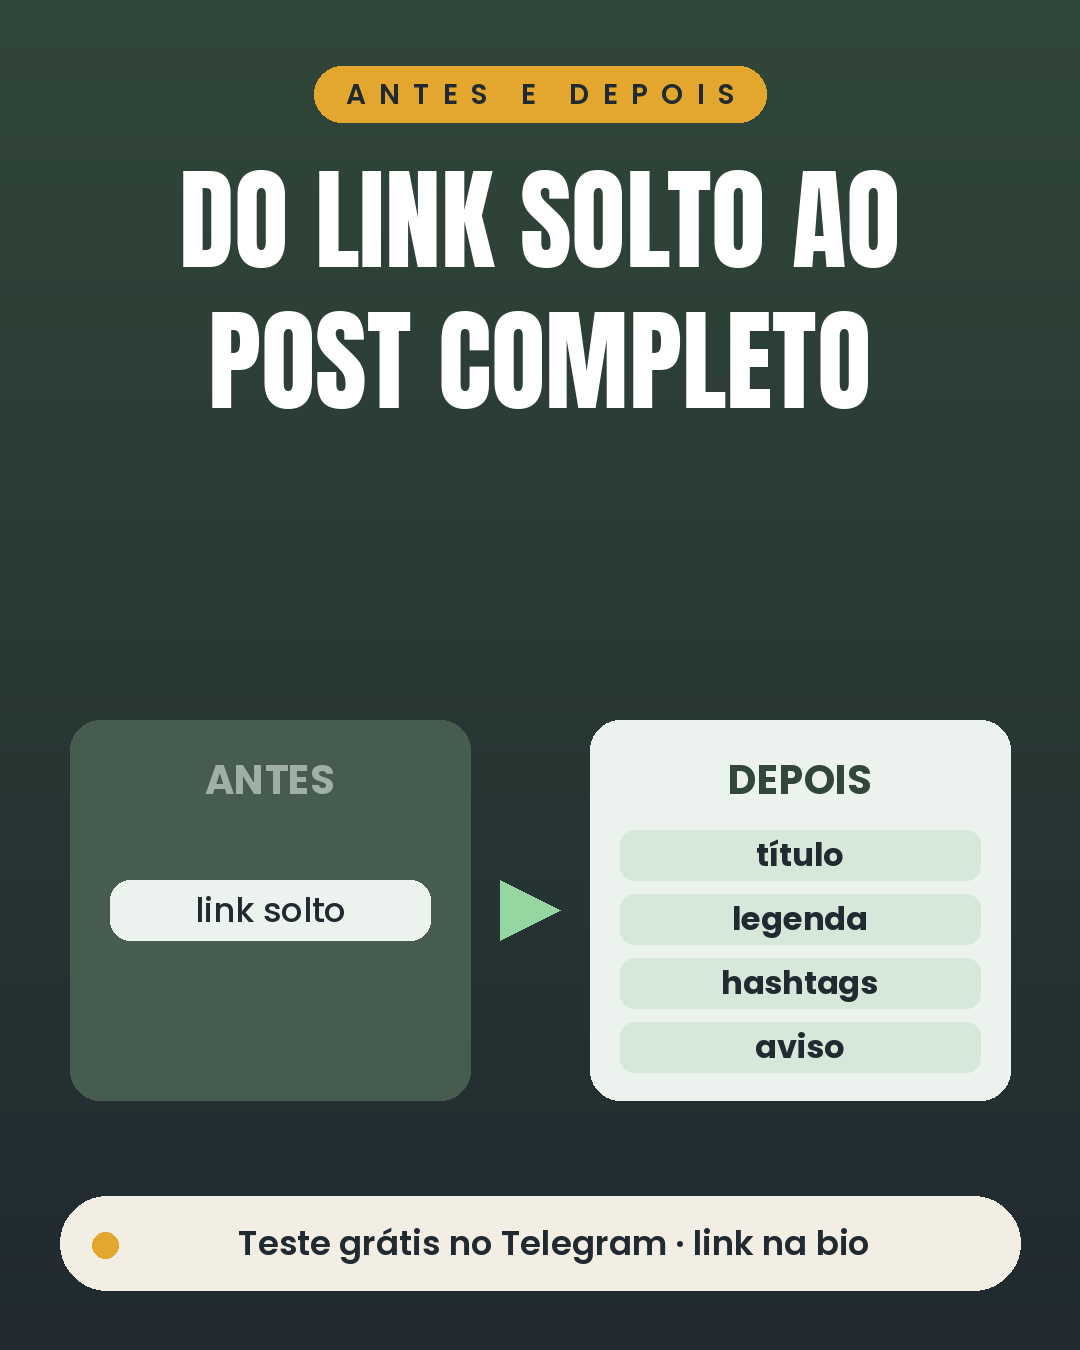 ANTES E DEPOIS
DO LINK SOLTO AO
POST COMPLETO
ANTES
link solto
DEPOIS
título
legenda
hashtags
aviso
Teste grátis no Telegram · link na bio